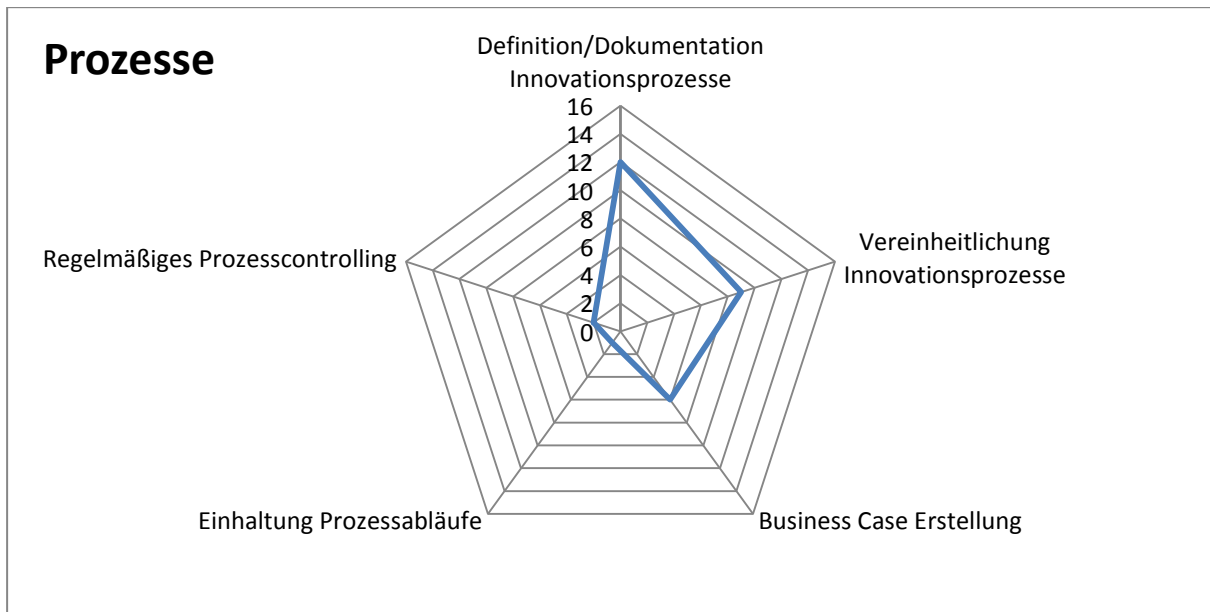 Prozesse
Definition/Dokumentation
Innovationsprozesse
16
14
12
10
8
6
4
2
0
Vereinheitlichung
Innovationsprozesse
Regelmäßiges Prozesscontrolling
Einhaltung Prozessabläufe
Business Case Erstellung